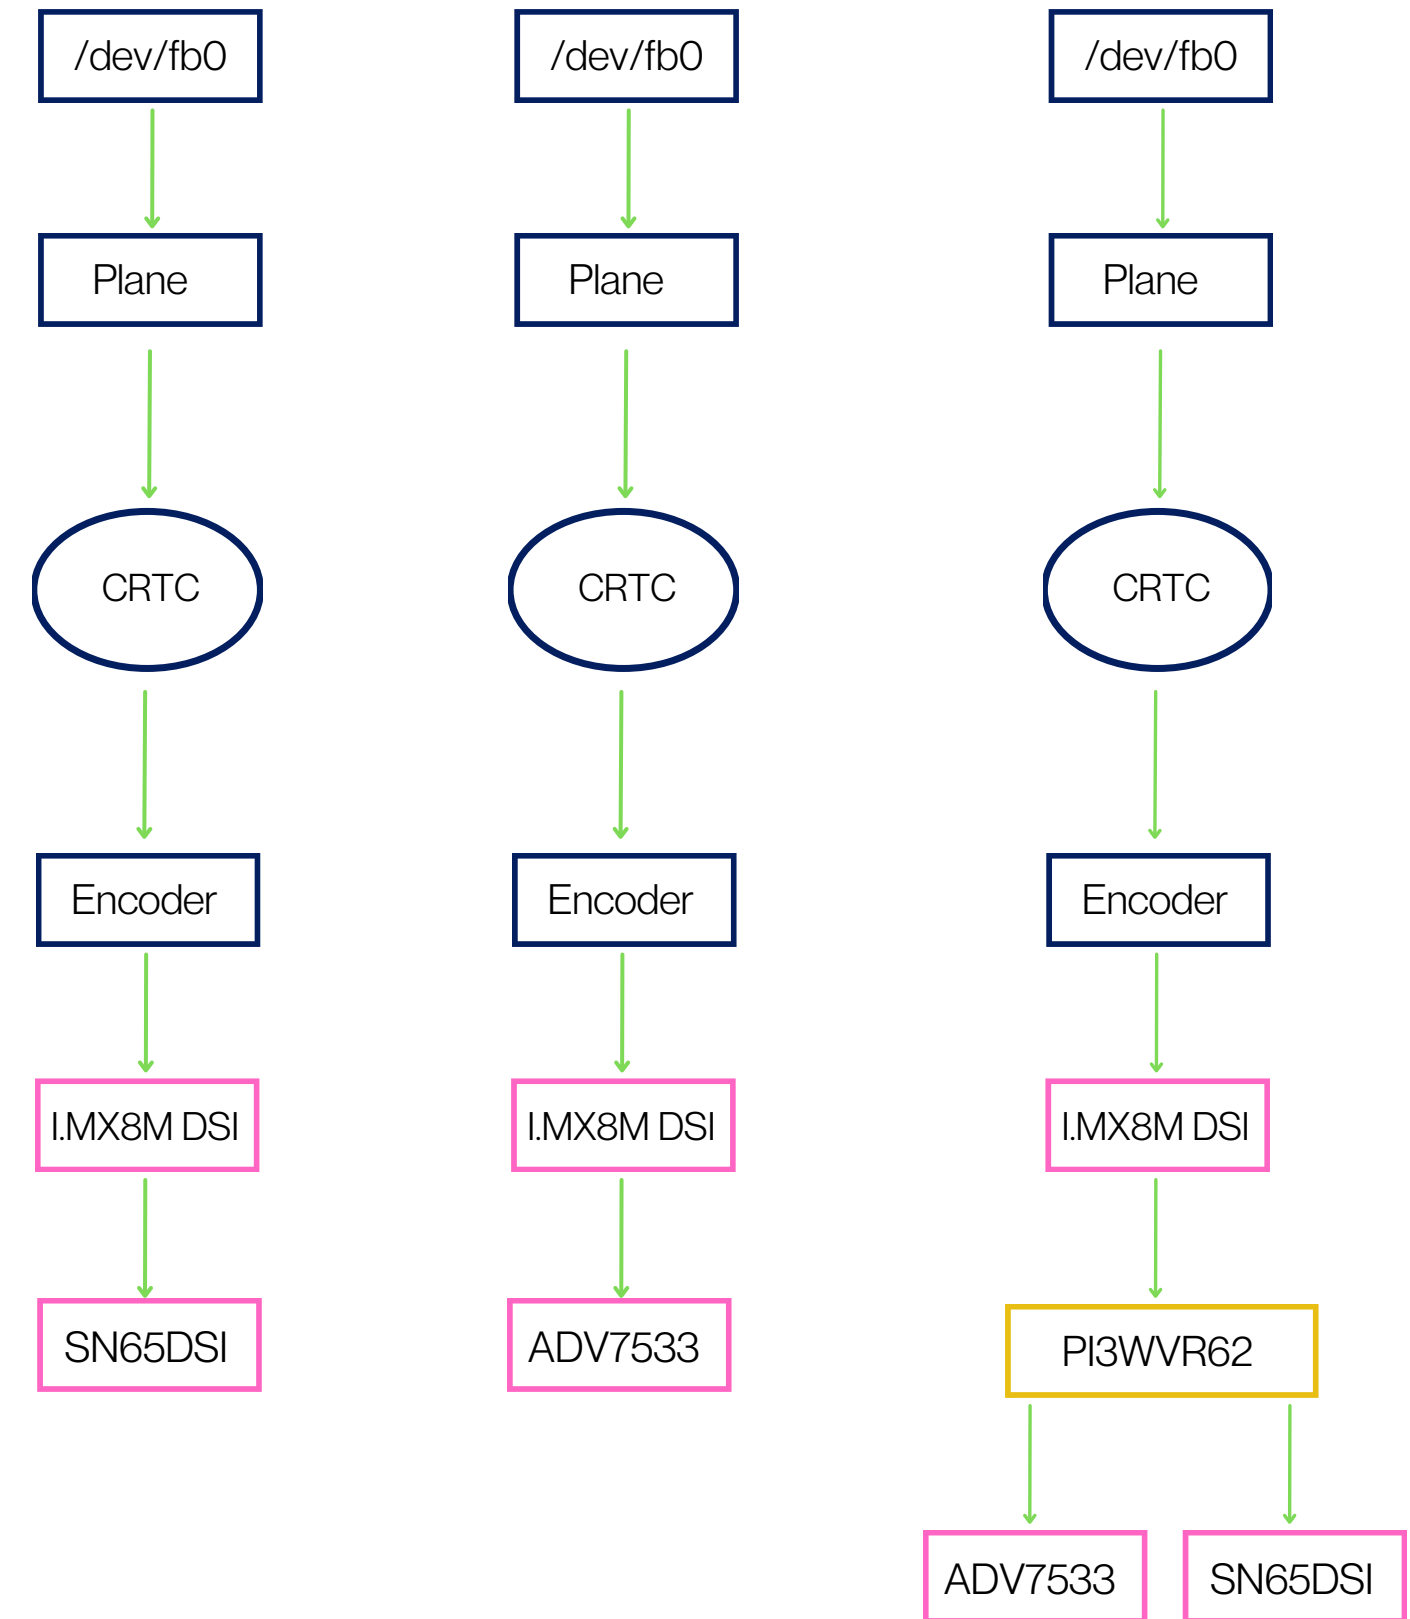 /dev/fb0
/dev/fb0
/dev/fb0
Plane
Plane
Plane
CRTC
CRTC
CRTC
Encoder
Encoder
Encoder
I.MX8M DSI
I.MX8M DSI
I.MX8M DSI
SN65DSI
ADV7533
PI3WVR62
ADV7533
SN65DSI